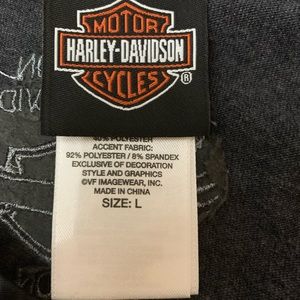 MOTOR
HARLEY-DAVIDSON
CYCLES
®
40% POLYESTER
ACCENT FABRIC:
92% POLYESTER / 8% SPANDEX
EXCLUSIVE OF DECORATION
STYLE AND GRAPHICS
©VF IMAGEWEAR, INC.
MADE IN CHINA
SIZE: L